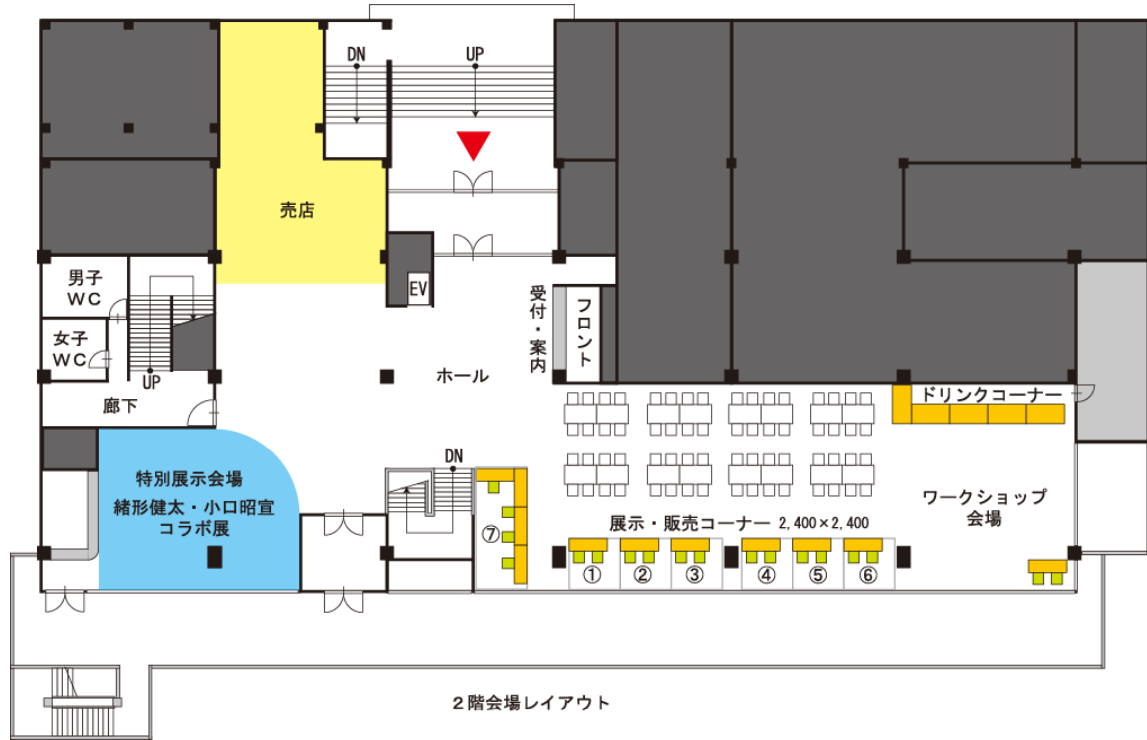 DN
UP
売店
男子
WC
EV
受付・案内
フロント
女子
WC
UP
ホール
廊下
ドリンクコーナー
特別展示会場
緒形健太・小口昭宣
コラボ展
DN
⑦
ワークショップ
会場
展示・販売コーナー 2,400×2,400
① ② ③ ④ ⑤ ⑥
2階会場レイアウト